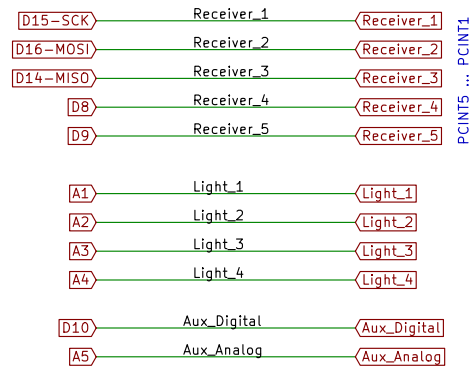 D15-SCK Receiver_1 Receiver_1
D16-MOSI Receiver_2 Receiver_2
D14-MISO Receiver_3 Receiver_3
D8 Receiver_4 Receiver_4
D9 Receiver_5 Receiver_5
PCINT5 ... PCINT1
A1 Light_1 Light_1
A2 Light_2 Light_2
A3 Light_3 Light_3
A4 Light_4 Light_4
D10 Aux_Digital Aux_Digital
A5 Aux_Analog Aux_Analog